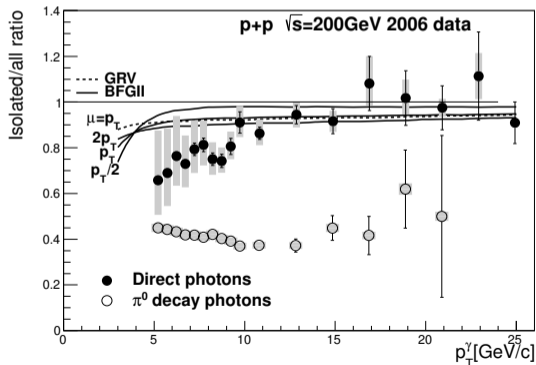 p+p √s=200GeV 2006 data
Isolated/all ratio
1.4
1.2
1
0.8
0.6
0.4
0.2
0
GRV
BFGII
μ=p_T
2p_T
p_T
p_T/2
Direct photons
π⁰ decay photons
0 5 10 15 20 25
p_T^γ[GeV/c]